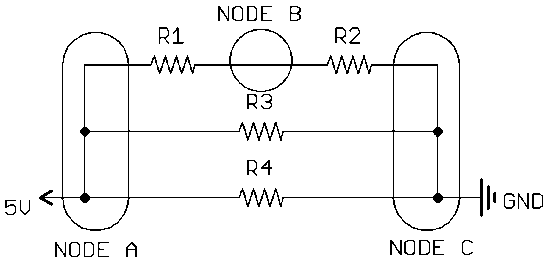 NODE B
R1
R2
R3
R4
5V
GND
NODE A
NODE C